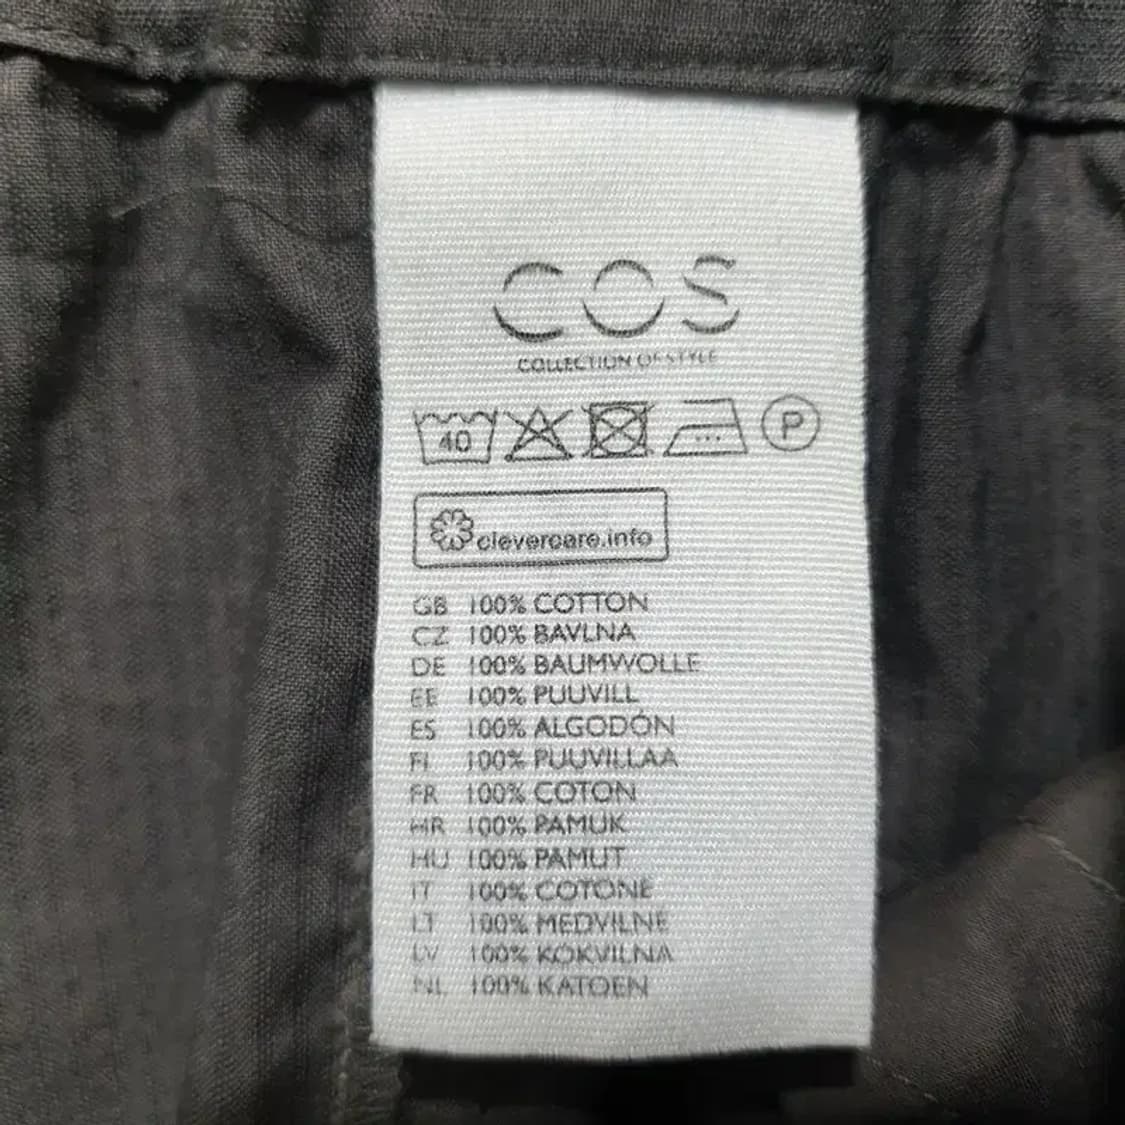 COS
COLLECTION OF STYLE
40 P
clevercare.info
GB 100% COTTON
CZ 100% BAVLNA
DE 100% BAUMWOLLE
EE 100% PUUVILL
ES 100% ALGODÓN
FI 100% PUUVILLAA
FR 100% COTON
HR 100% PAMUK
HU 100% PAMUT
IT 100% COTONE
LT 100% MEDVILNE
LV 100% KOKVILNA
NL 100% KATOEN